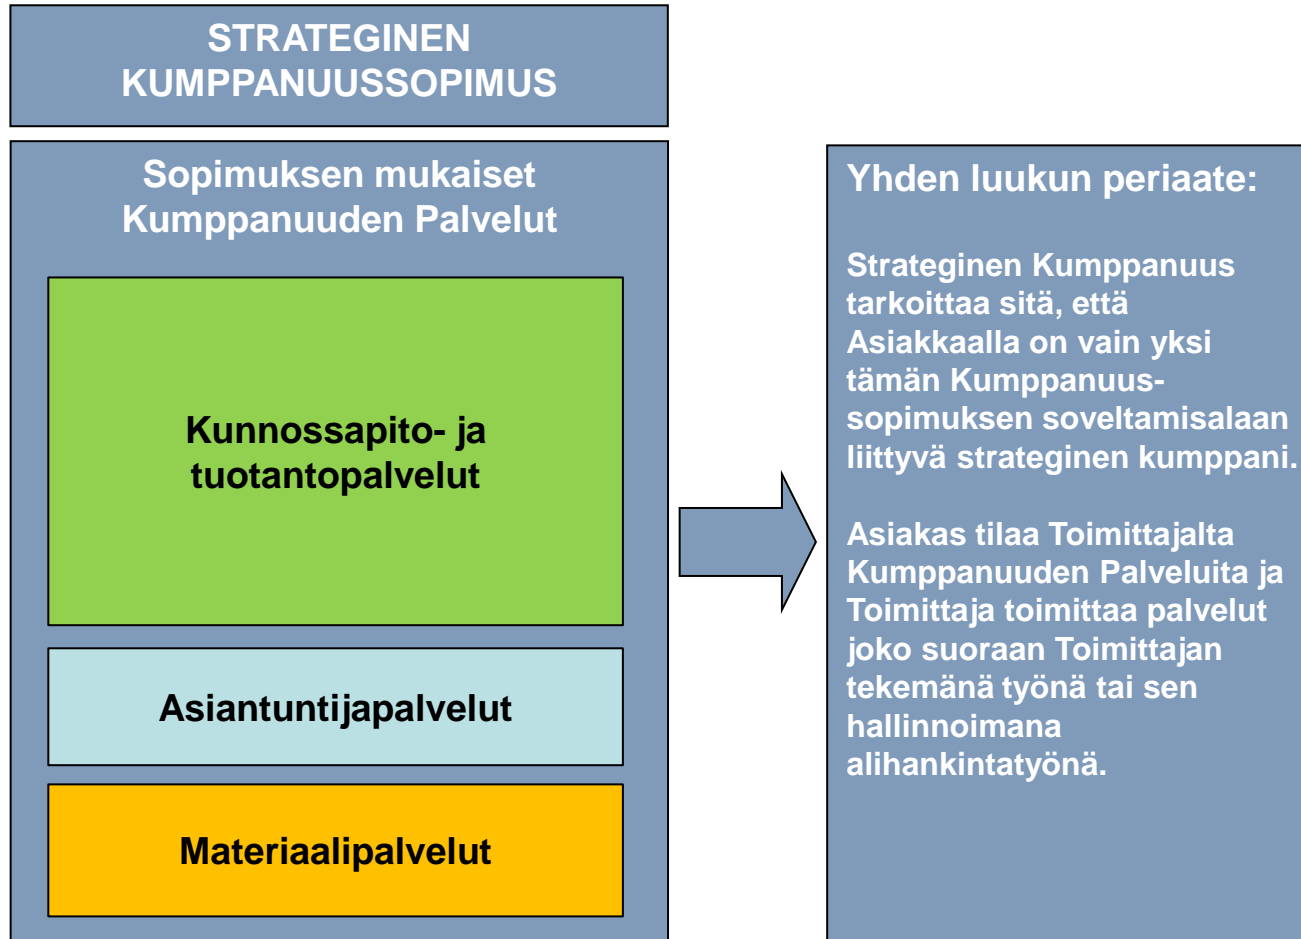 STRATEGINEN
KUMPPANUUSSOPIMUS
Sopimuksen mukaiset
Kumppanuuden Palvelut
Kunnossapito- ja
tuotantopalvelut
Asiantuntijapalvelut
Materiaalipalvelut
Yhden luukun periaate:
Strateginen Kumppanuus
tarkoittaa sitä, että
Asiakkaalla on vain yksi
tämän Kumppanuus-
sopimuksen soveltamisalaan
liittyvä strateginen kumppani.
Asiakas tilaa Toimittajalta
Kumppanuuden Palveluita ja
Toimittaja toimittaa palvelut
joko suoraan Toimittajan
tekemänä työnä tai sen
hallinnoimana
alihankintatyönä.